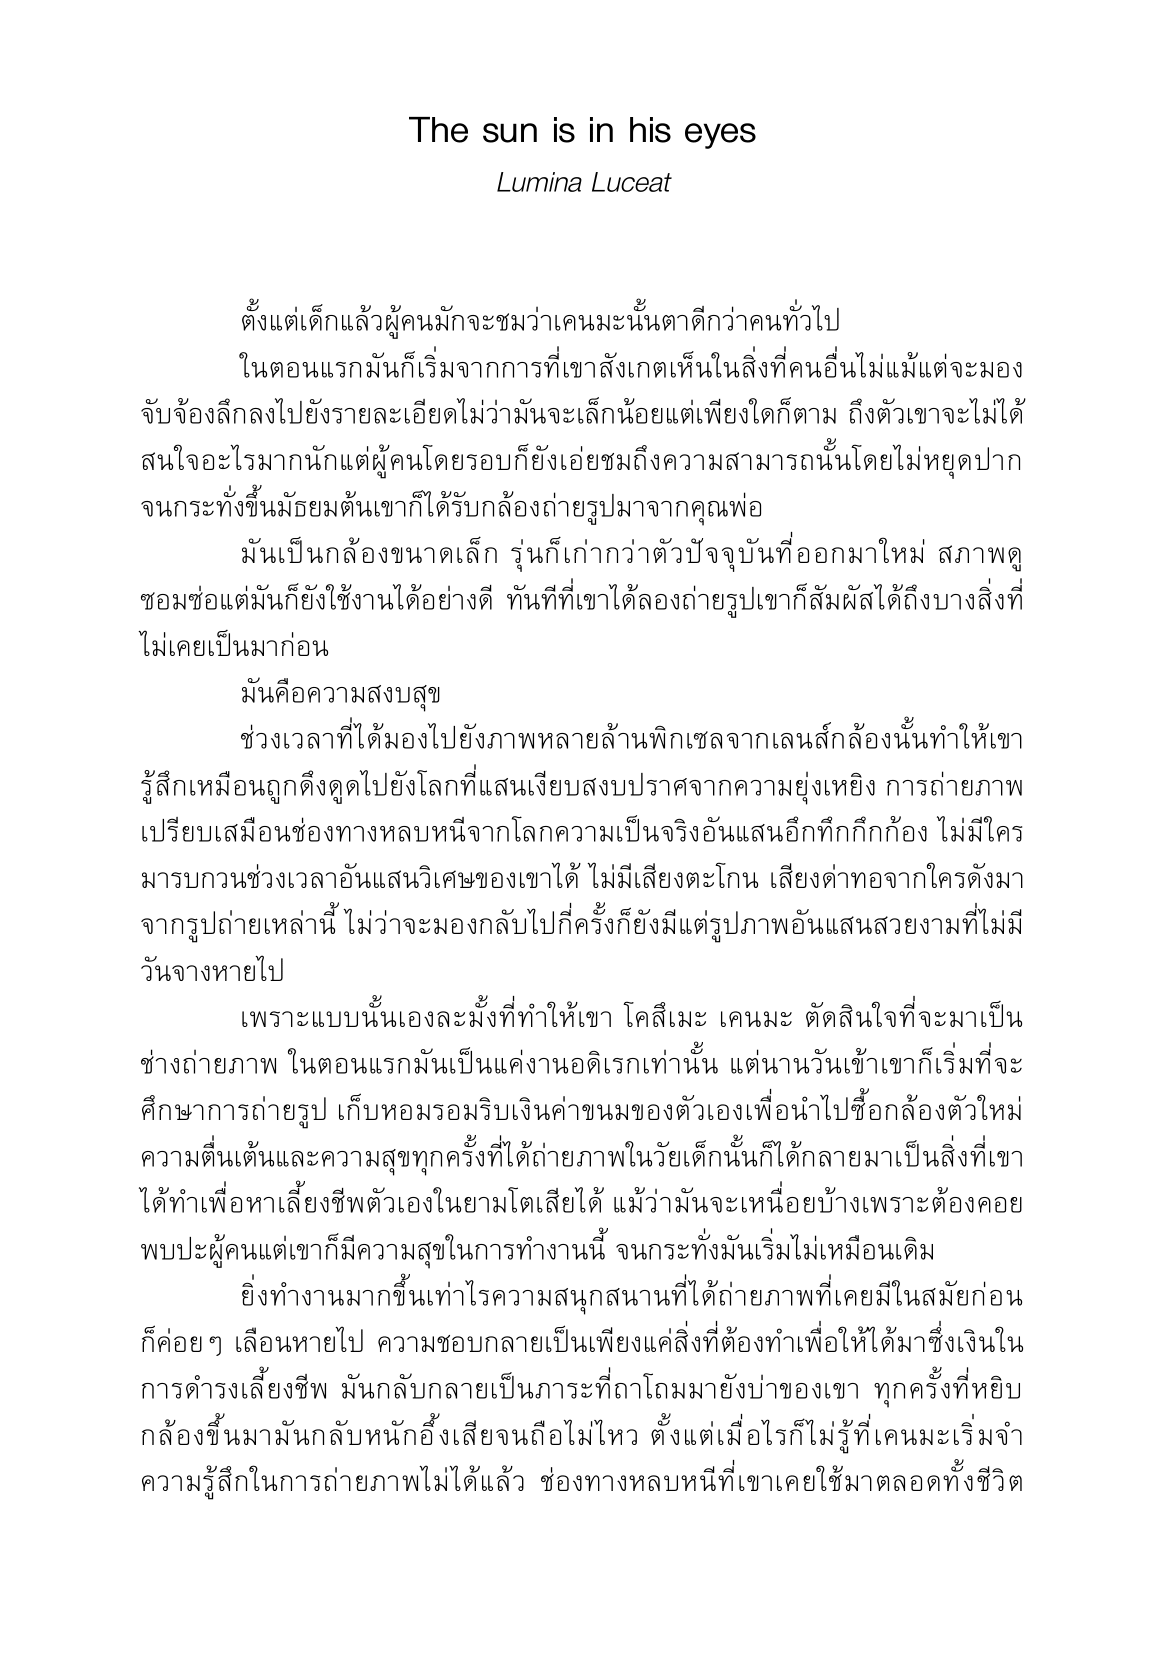 The sun is in his eyes
Lumina Luceat
ตั้งแต่เด็กแล้วผู้คนมักจะชมว่าเคนมะนั้นตาดีกว่าคนทั่วไป
ในตอนแรกมันก็เริ่มจากการที่เขาสังเกตเห็นในสิ่งที่คนอื่นไม่แม้แต่จะมอง
จับจ้องลึกลงไปยังรายละเอียดไม่ว่ามันจะเล็กน้อยแต่เพียงใดก็ตาม ถึงตัวเขาจะไม่ได้
สนใจอะไรมากนักแต่ผู้คนโดยรอบก็ยังเอ่ยชมถึงความสามารถนั้นโดยไม่หยุดปาก
จนกระทั่งขึ้นมัธยมต้นเขาก็ได้รับกล้องถ่ายรูปมาจากคุณพ่อ
มันเป็นกล้องขนาดเล็ก รุ่นก็เก่ากว่าตัวปัจจุบันที่ออกมาใหม่ สภาพดู
ซอมซ่อแต่มันก็ยังใช้งานได้อย่างดี ทันทีที่เขาได้ลองถ่ายรูปเขาก็สัมผัสได้ถึงบางสิ่งที่
ไม่เคยเป็นมาก่อน
มันคือความสงบสุข
ช่วงเวลาที่ได้มองไปยังภาพหลายล้านพิกเซลจากเลนส์กล้องนั้นทำให้เขา
รู้สึกเหมือนถูกดึงดูดไปยังโลกที่แสนเงียบสงบปราศจากความยุ่งเหยิง การถ่ายภาพ
เปรียบเสมือนช่องทางหลบหนีจากโลกความเป็นจริงอันแสนอึกทึกกึกก้อง ไม่มีใคร
มารบกวนช่วงเวลาอันแสนวิเศษของเขาได้ ไม่มีเสียงตะโกน เสียงด่าทอจากใครดังมา
จากรูปถ่ายเหล่านี้ ไม่ว่าจะมองกลับไปกี่ครั้งก็ยังมีแต่รูปภาพอันแสนสวยงามที่ไม่มี
วันจางหายไป
เพราะแบบนั้นเองละมั้งที่ทำให้เขา โคสึเมะ เคนมะ ตัดสินใจที่จะมาเป็น
ช่างถ่ายภาพ ในตอนแรกมันเป็นแค่งานอดิเรกเท่านั้น แต่นานวันเข้าเขาก็เริ่มที่จะ
ศึกษาการถ่ายรูป เก็บหอมรอมริบเงินค่าขนมของตัวเองเพื่อนำไปซื้อกล้องตัวใหม่
ความตื่นเต้นและความสุขทุกครั้งที่ได้ถ่ายภาพในวัยเด็กนั้นก็ได้กลายมาเป็นสิ่งที่เขา
ได้ทำเพื่อหาเลี้ยงชีพตัวเองในยามโตเสียได้ แม้ว่ามันจะเหนื่อยบ้างเพราะต้องคอย
พบปะผู้คนแต่เขาก็มีความสุขในการทำงานนี้ จนกระทั่งมันเริ่มไม่เหมือนเดิม
ยิ่งทำงานมากขึ้นเท่าไรความสนุกสนานที่ได้ถ่ายภาพที่เคยมีในสมัยก่อน
ก็ค่อยๆ เลือนหายไป ความชอบกลายเป็นเพียงแค่สิ่งที่ต้องทำเพื่อให้ได้มาซึ่งเงินใน
การดำรงเลี้ยงชีพ มันกลับกลายเป็นภาระที่ถาโถมมายังบ่าของเขา ทุกครั้งที่หยิบ
กล้องขึ้นมามันกลับหนักอึ้งเสียจนถือไม่ไหว ตั้งแต่เมื่อไรก็ไม่รู้ที่เคนมะเริ่มจำ
ความรู้สึกในการถ่ายภาพไม่ได้แล้ว ช่องทางหลบหนีที่เขาเคยใช้มาตลอดทั้งชีวิต